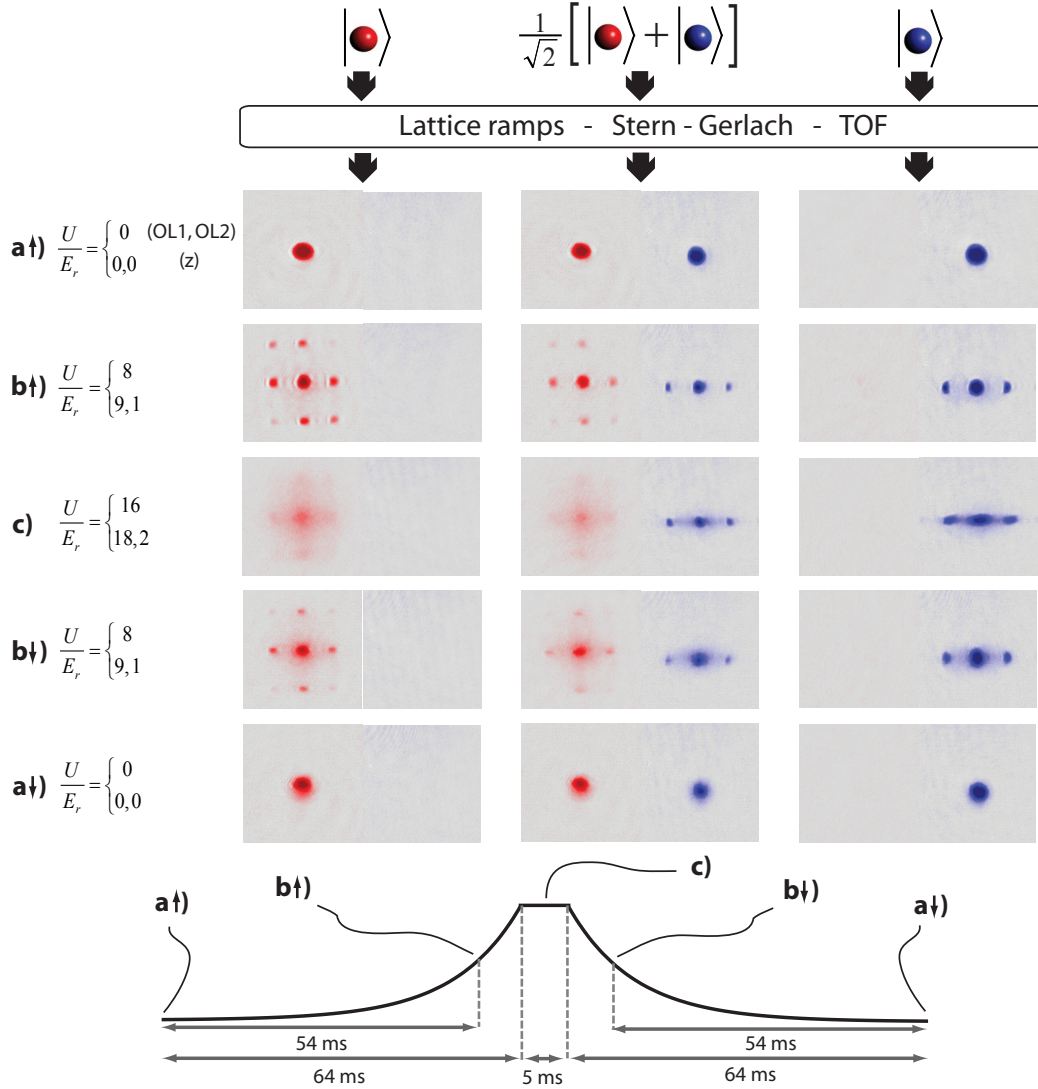 1/√2 [ | ⟩ + | ⟩ ]
Lattice ramps - Stern - Gerlach - TOF
a↑) U/E_r = { 0 (OL1, OL2)
0,0 (z)
b↑) U/E_r = { 8
9,1
c) U/E_r = { 16
18,2
b↓) U/E_r = { 8
9,1
a↓) U/E_r = { 0
0,0
c)
b↑)
b↓)
a↑)
a↓)
54 ms
54 ms
64 ms
5 ms
64 ms